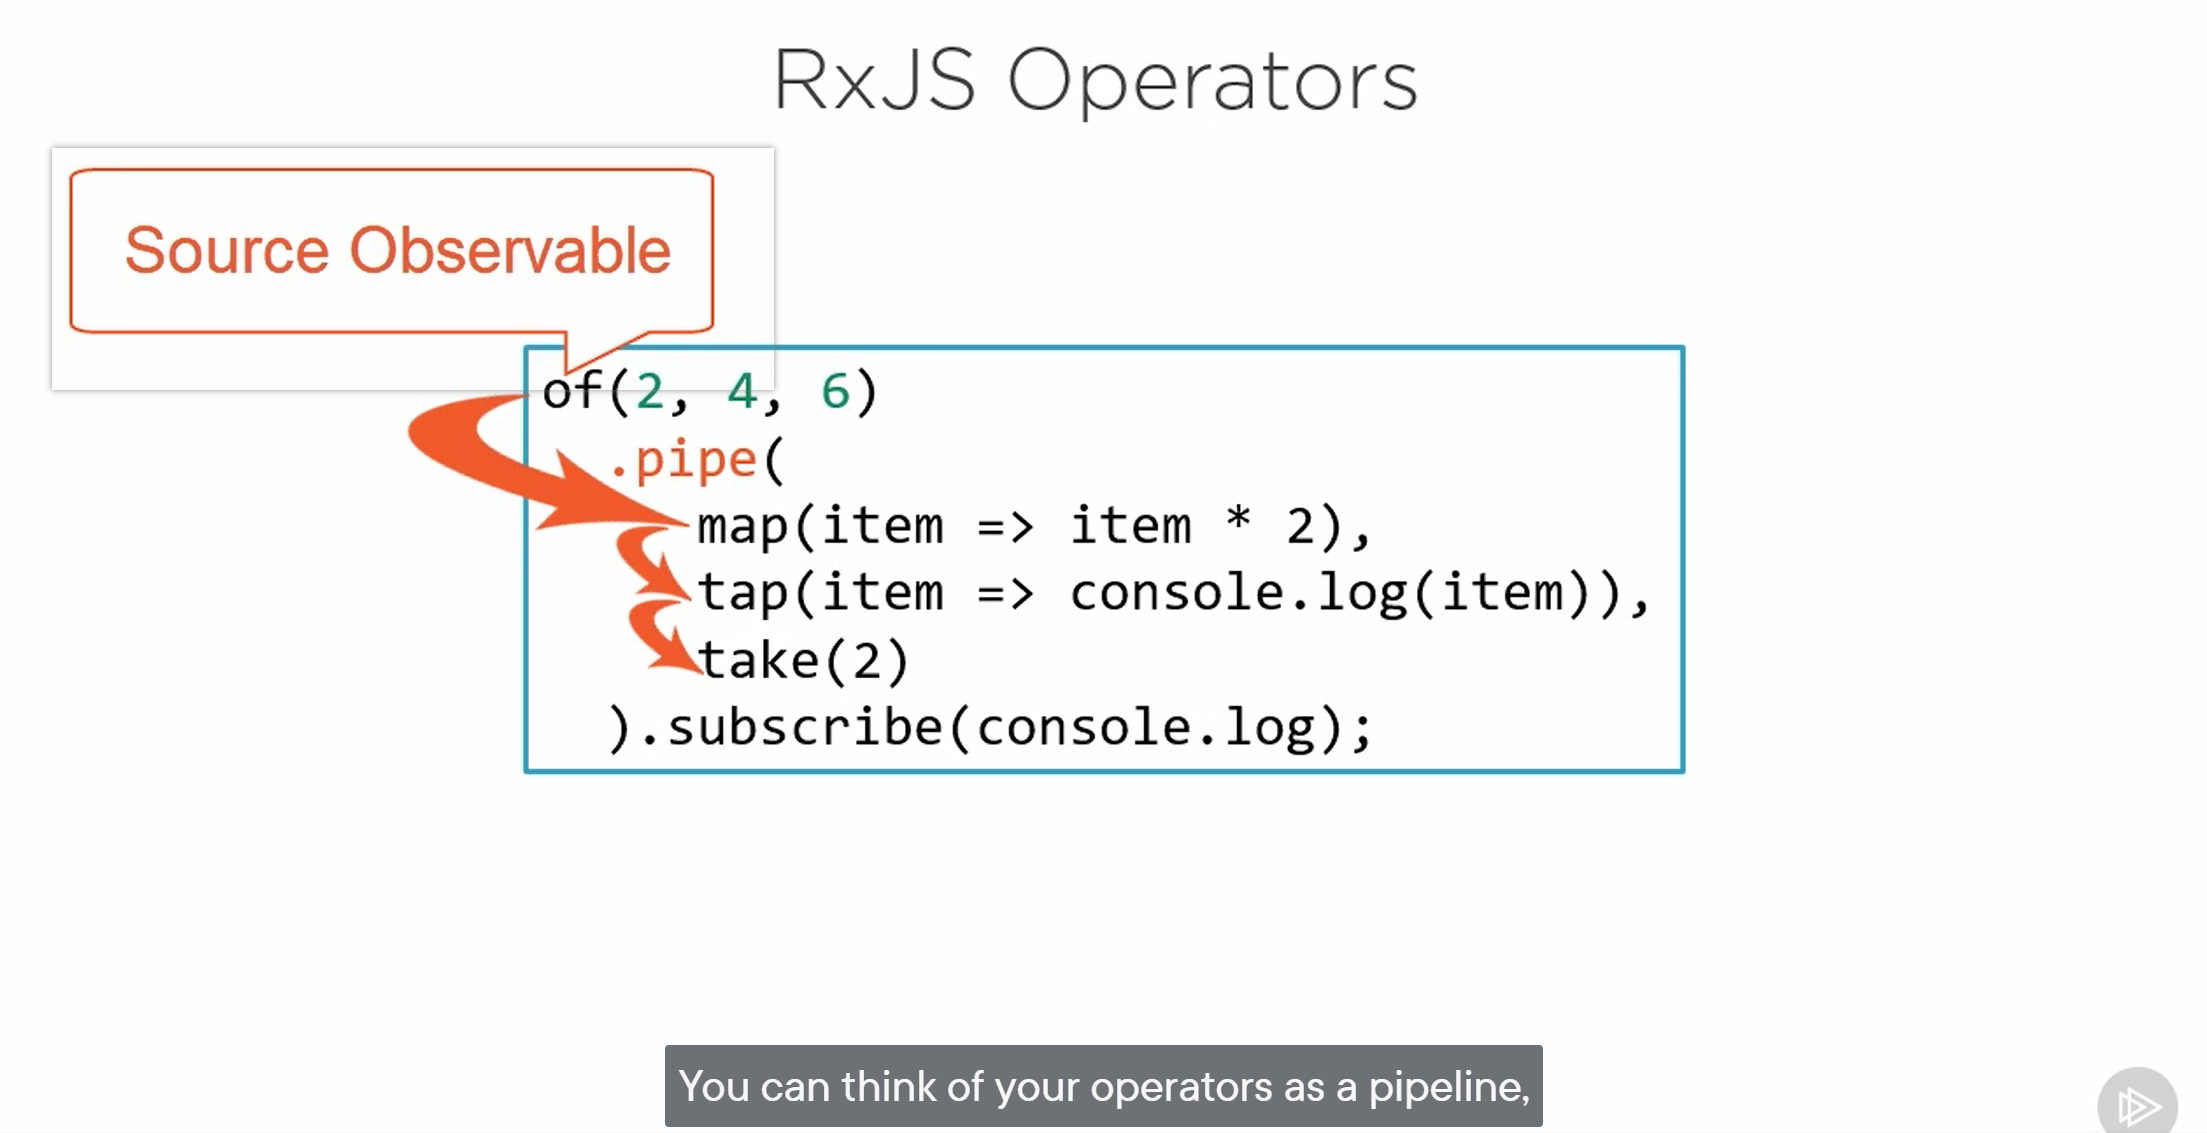 RxJS Operators
Source Observable
of(2, 4, 6)
.pipe(
map(item => item * 2),
tap(item => console.log(item)),
take(2)
).subscribe(console.log);
You can think of your operators as a pipeline,